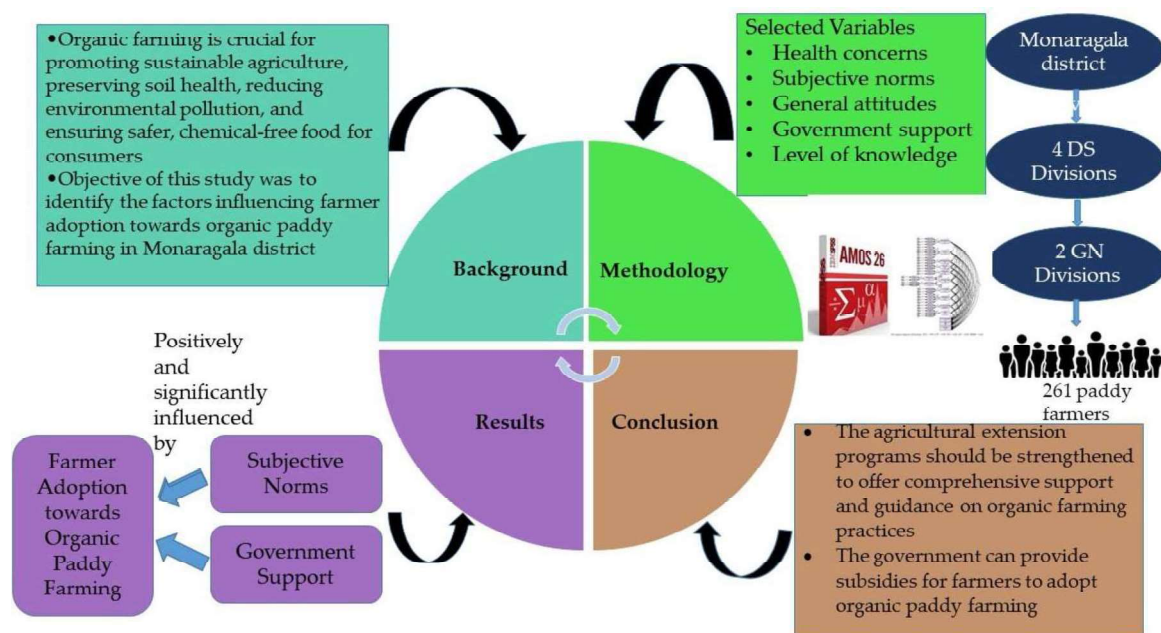 •Organic farming is crucial for
promoting sustainable agriculture,
preserving soil health, reducing
environmental pollution, and
ensuring safer, chemical-free food for
consumers
•Objective of this study was to
identify the factors influencing farmer
adoption towards organic paddy
farming in Monaragala district
Background
Selected Variables
• Health concerns
• Subjective norms
• General attitudes
• Government support
• Level of knowledge
Methodology
Monaragala
district
4 DS
Divisions
2 GN
Divisions
261 paddy
farmers
AMOS 26
Σ μ α
Results
Positively
and
significantly
influenced
by
Farmer
Adoption
towards
Organic
Paddy
Farming
Subjective
Norms
Government
Support
Conclusion
• The agricultural extension
programs should be strengthened
to offer comprehensive support
and guidance on organic farming
practices
• The government can provide
subsidies for farmers to adopt
organic paddy farming